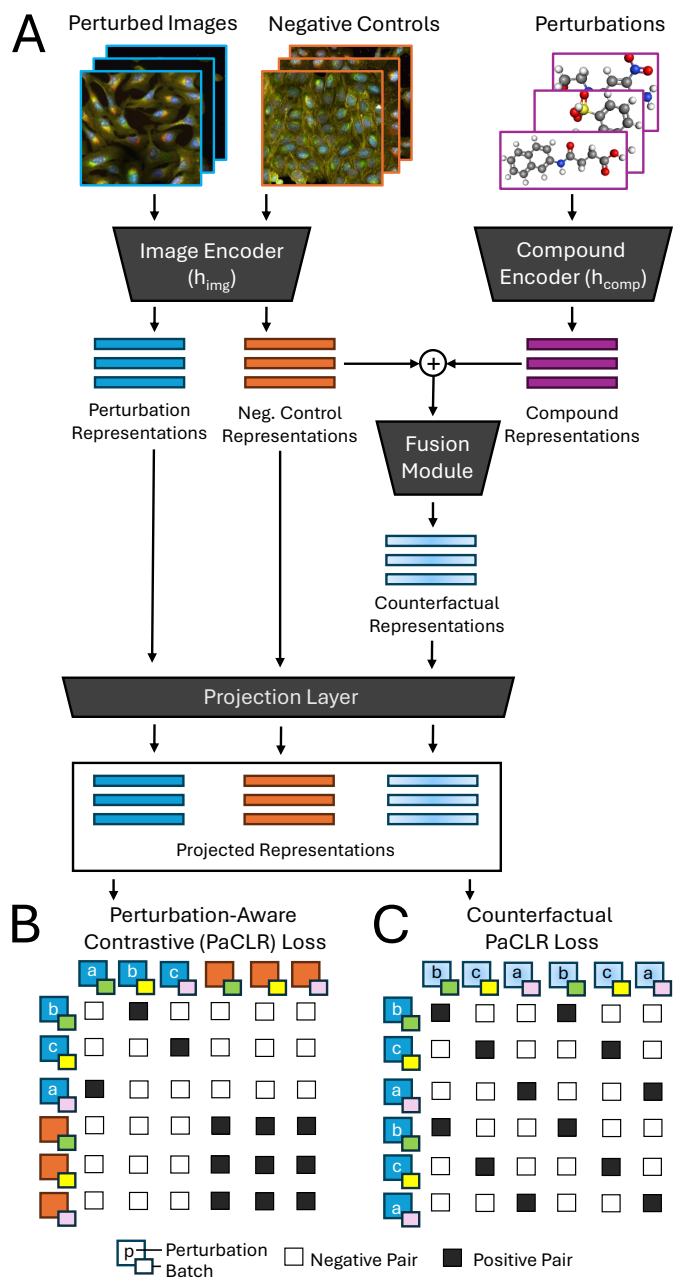 A
Perturbed Images
Negative Controls
Perturbations
Image Encoder
(himg)
Compound
Encoder (hcomp)
+
Perturbation
Representations
Neg. Control
Representations
Compound
Representations
Fusion
Module
Counterfactual
Representations
Projection Layer
Projected Representations
B
Perturbation-Aware
Contrastive (PaCLR) Loss
a b c
b
c
a
C
Counterfactual
PaCLR Loss
b c a b c a
b
c
a
b
c
a
p
Perturbation
Batch
Negative Pair
Positive Pair